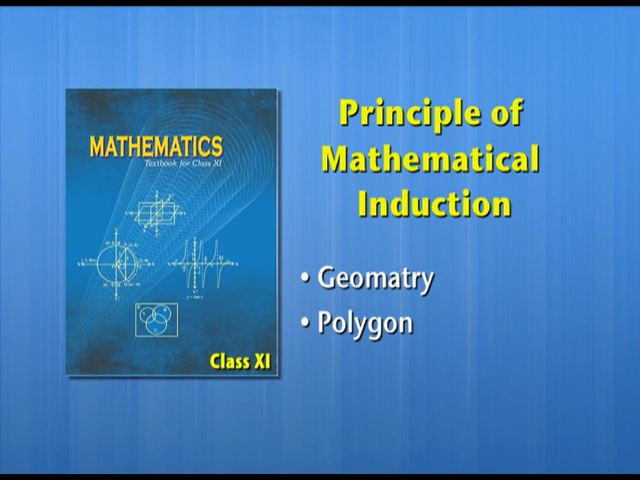 MATHEMATICS
Textbook for Class XI
Class XI
Principle of
Mathematical
Induction
• Geomatry
• Polygon